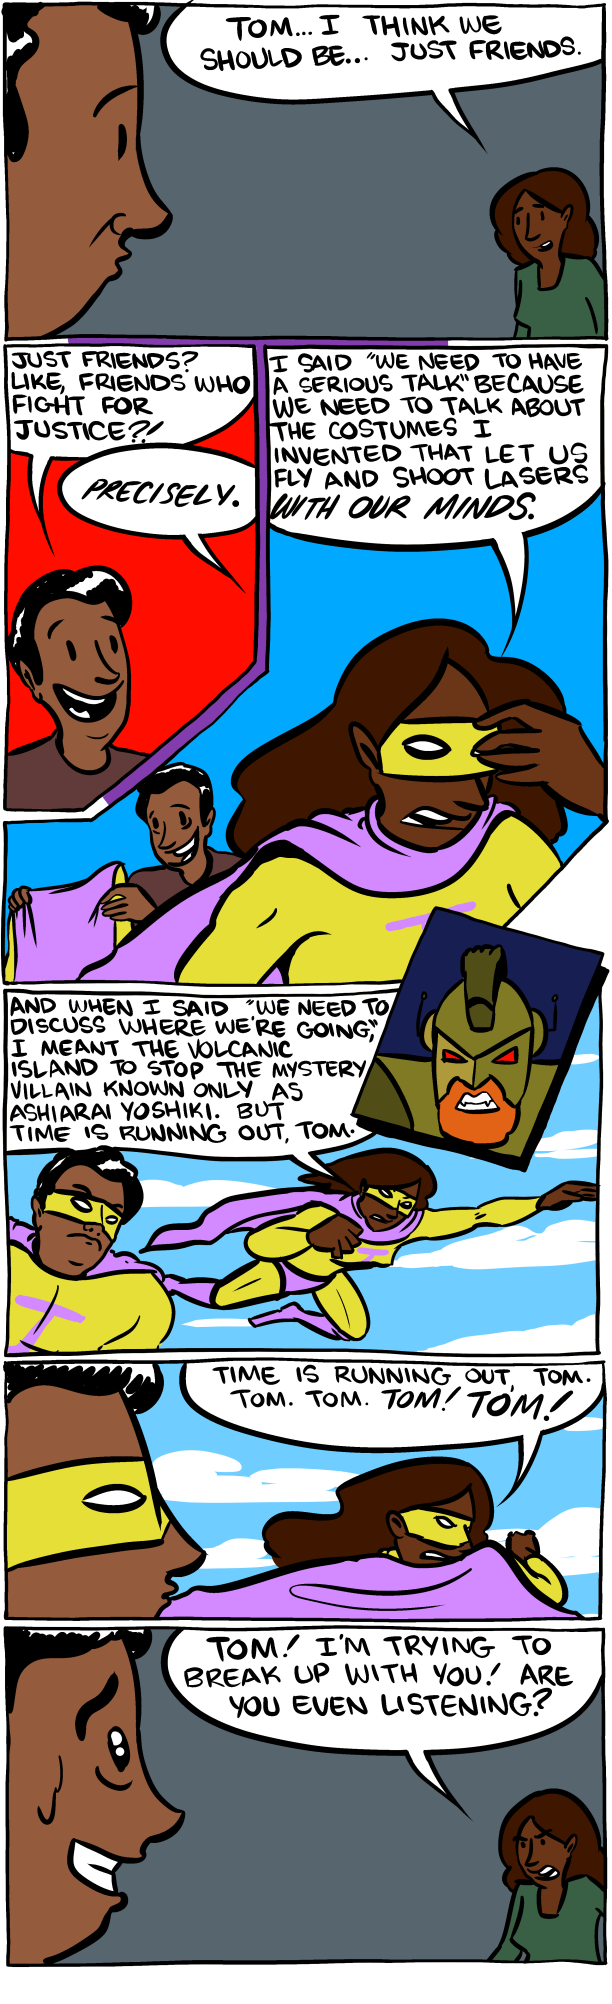 TOM... I THINK WE
SHOULD BE... JUST FRIENDS.
JUST FRIENDS?
LIKE, FRIENDS WHO
FIGHT FOR
JUSTICE?!
PRECISELY.
I SAID "WE NEED TO HAVE
A SERIOUS TALK" BECAUSE
WE NEED TO TALK ABOUT
THE COSTUMES I
INVENTED THAT LET US
FLY AND SHOOT LASERS
WITH OUR MINDS.
T
AND WHEN I SAID "WE NEED TO
DISCUSS WHERE WE'RE GOING,"
I MEANT THE VOLCANIC
ISLAND TO STOP THE MYSTERY
VILLAIN KNOWN ONLY AS
ASHIARAI YOSHIKI. BUT
TIME IS RUNNING OUT, TOM.
T
T
TIME IS RUNNING OUT, TOM.
TOM. TOM. TOM! TOM!
TOM! I'M TRYING TO
BREAK UP WITH YOU! ARE
YOU EVEN LISTENING?